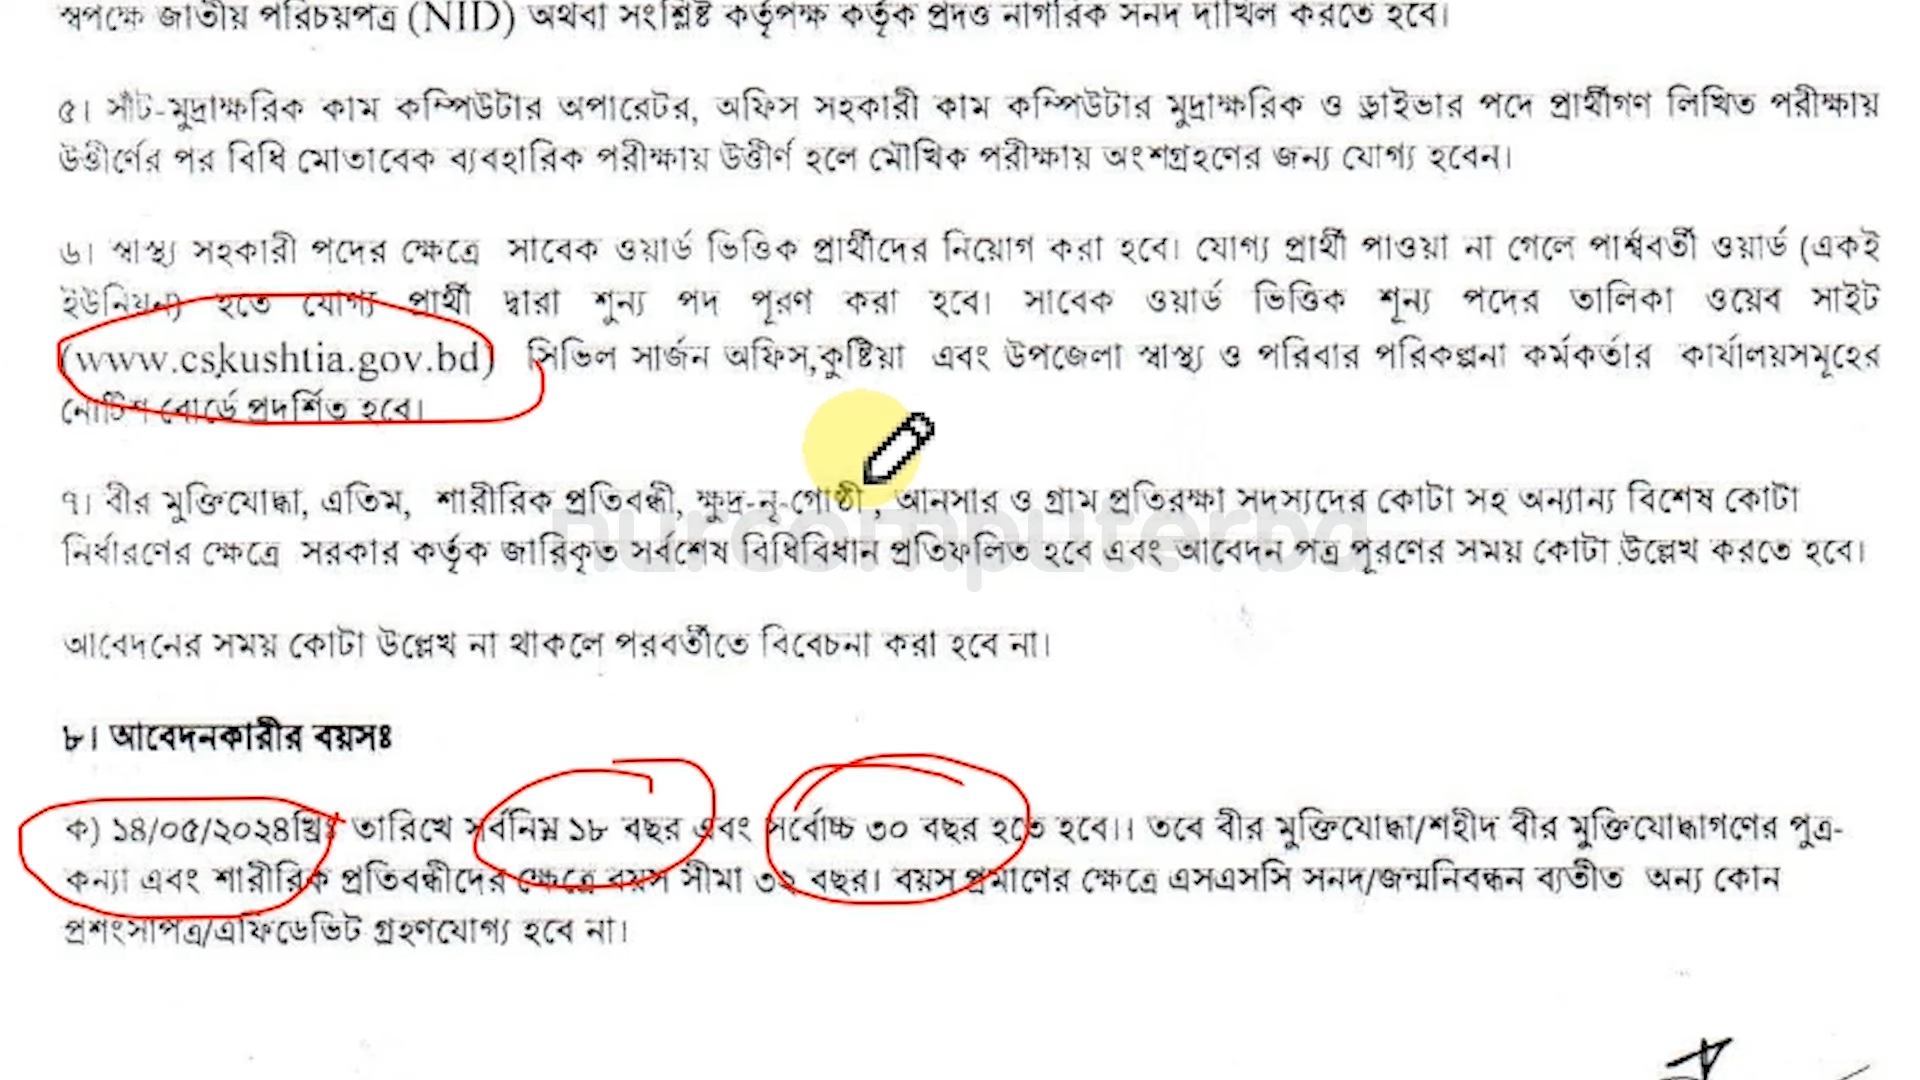 স্বপক্ষে জাতীয় পরিচয়পত্র (NID) অথবা সংশ্লিষ্ট কর্তৃপক্ষ কর্তৃক প্রদত্ত নাগরিক সনদ দাখিল করতে হবে।
৫। সাঁট-মুদ্রাক্ষরিক কাম কম্পিউটার অপারেটর, অফিস সহকারী কাম কম্পিউটার মুদ্রাক্ষরিক ও ড্রাইভার পদে প্রার্থীগণ লিখিত পরীক্ষায়
উত্তীর্ণের পর বিধি মোতাবেক ব্যবহারিক পরীক্ষায় উত্তীর্ণ হলে মৌখিক পরীক্ষায় অংশগ্রহণের জন্য যোগ্য হবেন।
৬। স্বাস্থ্য সহকারী পদের ক্ষেত্রে সাবেক ওয়ার্ড ভিত্তিক প্রার্থীদের নিয়োগ করা হবে। যোগ্য প্রার্থী পাওয়া না গেলে পার্শ্ববর্তী ওয়ার্ড (একই
ইউনিয়ন) হতে যোগ্য প্রার্থী দ্বারা শুন্য পদ পূরণ করা হবে। সাবেক ওয়ার্ড ভিত্তিক শূন্য পদের তালিকা ওয়েব সাইট
(www.cskushtia.gov.bd) সিভিল সার্জন অফিস,কুষ্টিয়া এবং উপজেলা স্বাস্থ্য ও পরিবার পরিকল্পনা কর্মকর্তার কার্যালয়সমূহের
নোটিশ বোর্ডে প্রদর্শিত হবে।
৭। বীর মুক্তিযোদ্ধা, এতিম, শারীরিক প্রতিবন্ধী, ক্ষুদ্র-নৃ-গোষ্ঠী, আনসার ও গ্রাম প্রতিরক্ষা সদস্যদের কোটা সহ অন্যান্য বিশেষ কোটা
nurcomputerbd
নির্ধারণের ক্ষেত্রে সরকার কর্তৃক জারিকৃত সর্বশেষ বিধিবিধান প্রতিফলিত হবে এবং আবেদন পত্র পূরণের সময় কোটা উল্লেখ করতে হবে।
আবেদনের সময় কোটা উল্লেখ না থাকলে পরবর্তীতে বিবেচনা করা হবে না।
৮। আবেদনকারীর বয়সঃ
ক) ১৪/০৫/২০২৪খ্রিঃ তারিখে সর্বনিম্ন ১৮ বছর এবং সর্বোচ্চ ৩০ বছর হতে হবে।। তবে বীর মুক্তিযোদ্ধা/শহীদ বীর মুক্তিযোদ্ধাগণের পুত্র-
কন্যা এবং শারীরিক প্রতিবন্ধীদের ক্ষেত্রে বয়স সীমা ৩২ বছর। বয়স প্রমাণের ক্ষেত্রে এসএসসি সনদ/জন্মনিবন্ধন ব্যতীত অন্য কোন
প্রশংসাপত্র/এফিডেভিট গ্রহণযোগ্য হবে না।